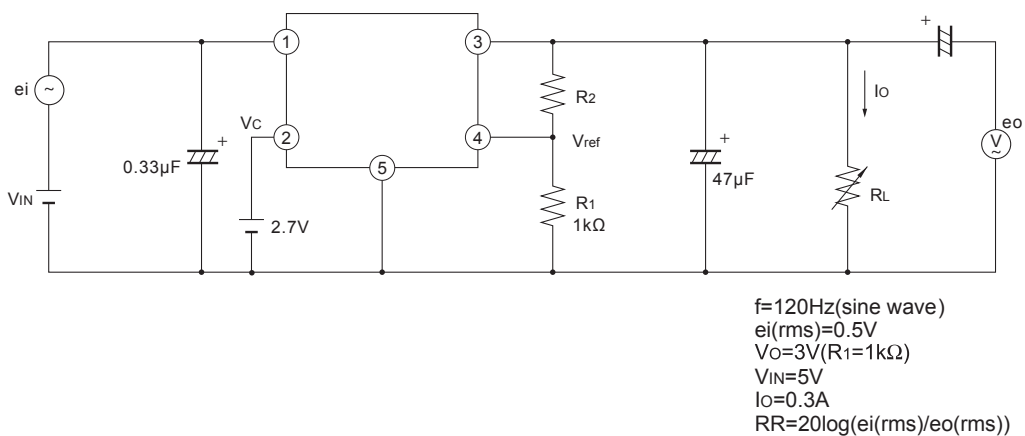 1
3
+
ei
~
R2
IO
VC
+
+
eo
2
4
Vref
V
~
0.33μF
5
47μF
VIN
R1
RL
2.7V
1kΩ
f=120Hz(sine wave)
ei(rms)=0.5V
VO=3V(R1=1kΩ)
VIN=5V
IO=0.3A
RR=20log(ei(rms)/eo(rms))